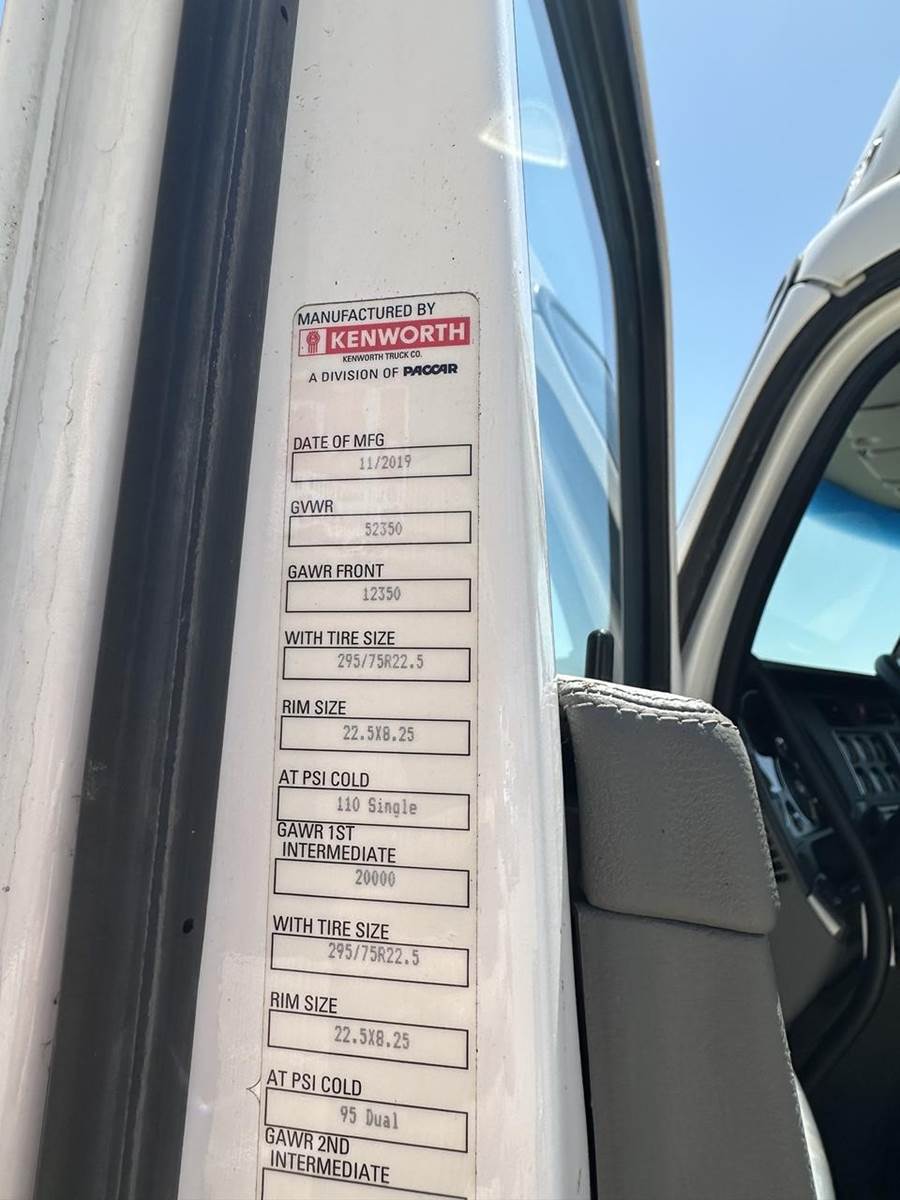 MANUFACTURED BY
KENWORTH
KENWORTH TRUCK CO.
A DIVISION OF PACCAR
DATE OF MFG
11/2019
GVWR
52350
GAWR FRONT
12350
WITH TIRE SIZE
295/75R22.5
RIM SIZE
22.5X8.25
AT PSI COLD
110 Single
GAWR 1ST
INTERMEDIATE
20000
WITH TIRE SIZE
295/75R22.5
RIM SIZE
22.5X8.25
AT PSI COLD
95 Dual
GAWR 2ND
INTERMEDIATE